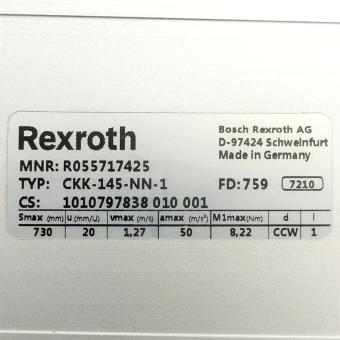 Rexroth
Bosch Rexroth AG
D-97424 Schweinfurt
Made in Germany
MNR: R055717425
TYP: CKK-145-NN-1 FD: 759 7210
CS: 1010797838 010 001
Smax (mm) u (mm/U) vmax (m/s) amax (m/s²) M1max(Nm) d i
730 20 1,27 50 8,22 CCW 1